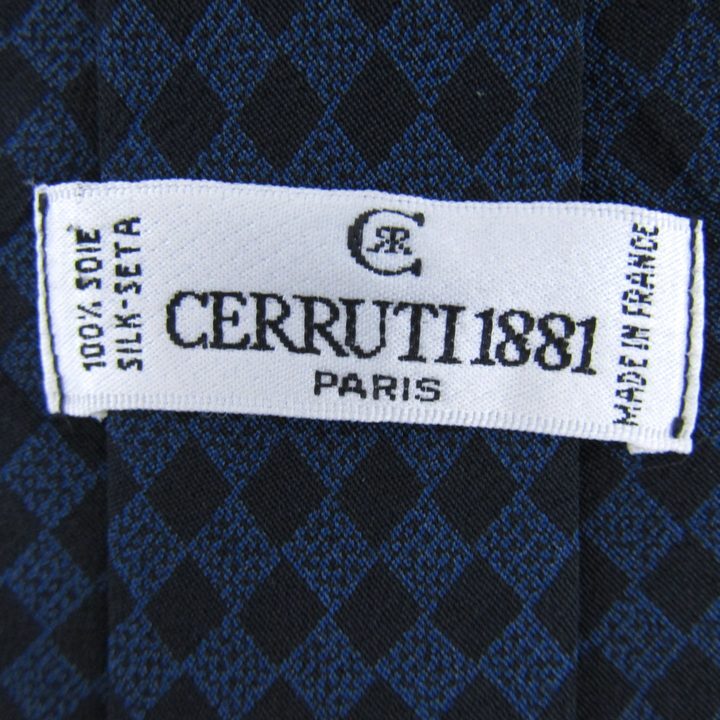 100% SOIE
SILK-SETA
CERRUTI 1881
PARIS
MADE IN FRANCE